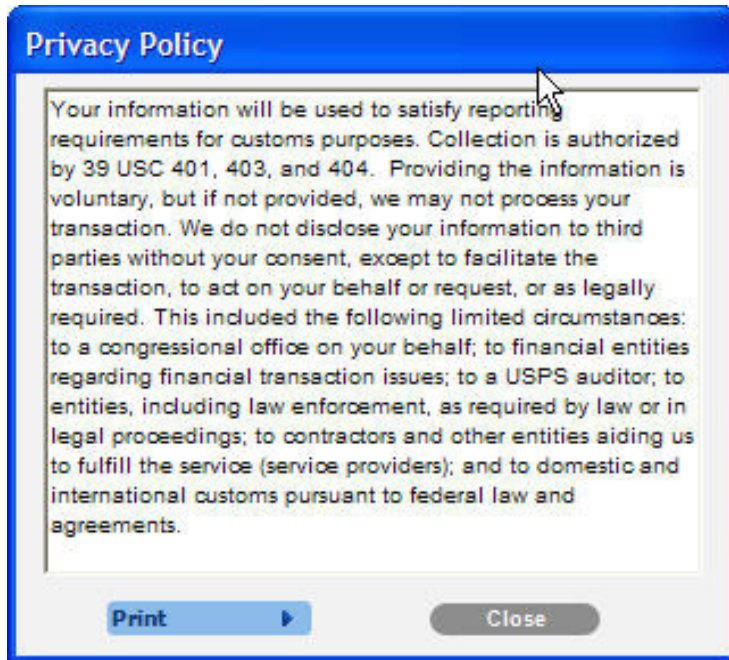 Privacy Policy
Your information will be used to satisfy reporting
requirements for customs purposes. Collection is authorized
by 39 USC 401, 403, and 404.  Providing the information is
voluntary, but if not provided, we may not process your
transaction. We do not disclose your information to third
parties without your consent, except to facilitate the
transaction, to act on your behalf or request, or as legally
required. This included the following limited circumstances:
to a congressional office on your behalf; to financial entities
regarding financial transaction issues; to a USPS auditor; to
entities, including law enforcement, as required by law or in
legal proceedings; to contractors and other entities aiding us
to fulfill the service (service providers); and to domestic and
international customs pursuant to federal law and
agreements.
Print
Close